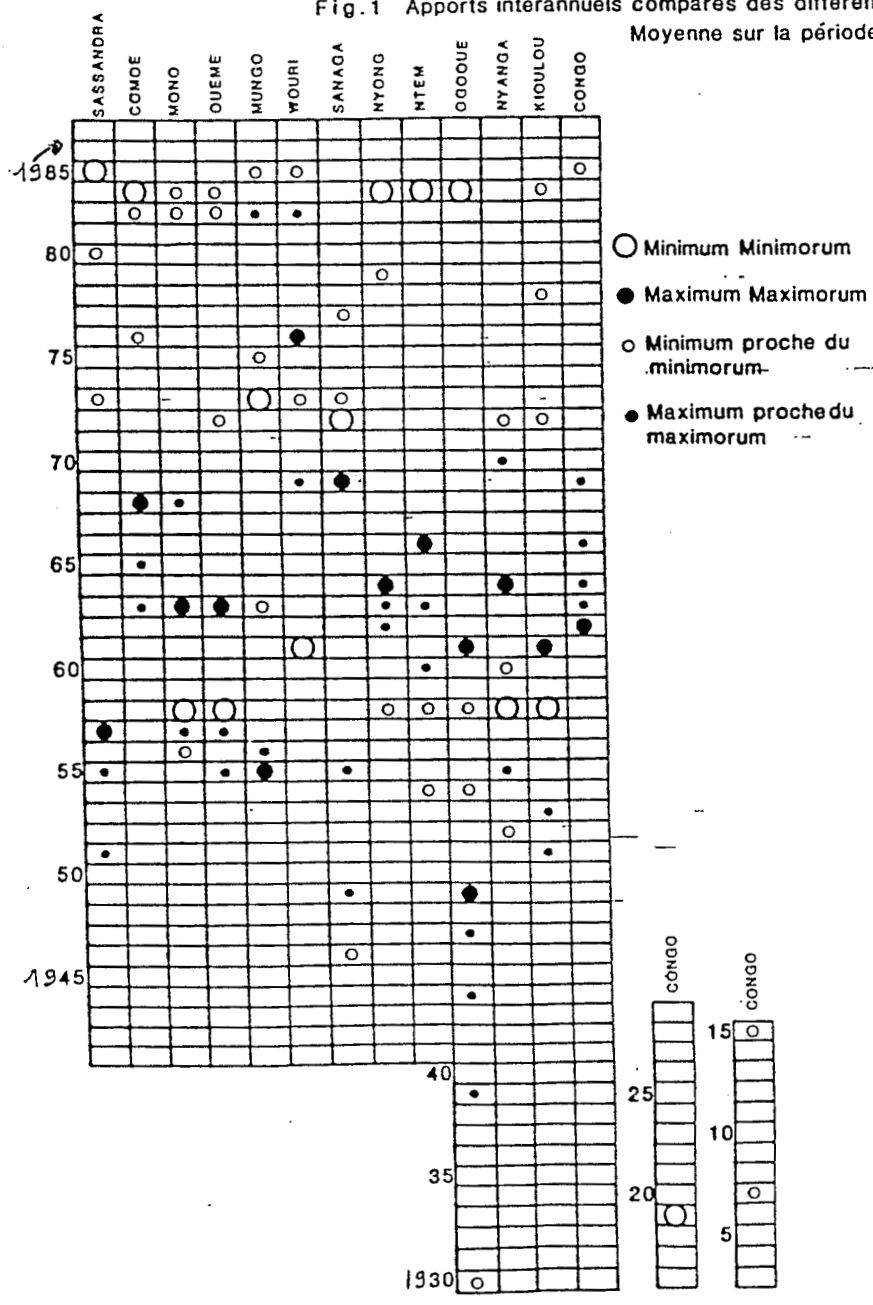 Fig.1 Apports interannuels comparés des différen
Moyenne sur la période
SASSANDRA
COMOE
MONO
OUEME
MUNGO
WOURI
SANAGA
NYONG
NTEM
OGOOUE
NYANGA
KIOULOU
CONGO
1985
80
75
70
65
60
55
50
1945
40
35
1930
Minimum Minimorum
Maximum Maximorum
Minimum proche du
minimorum
Maximum proche du
maximorum
CONGO
25
20
CONGO
15
10
5